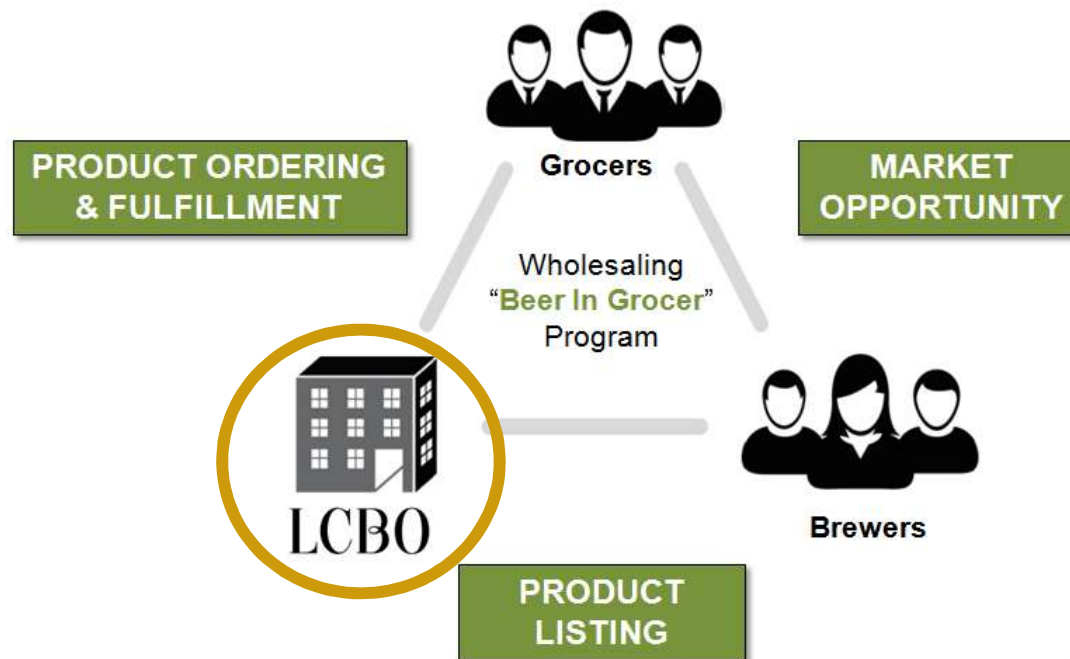 Grocers
PRODUCT ORDERING
& FULFILLMENT
MARKET
OPPORTUNITY
Wholesaling
“Beer In Grocer”
Program
LCBO
Brewers
PRODUCT
LISTING